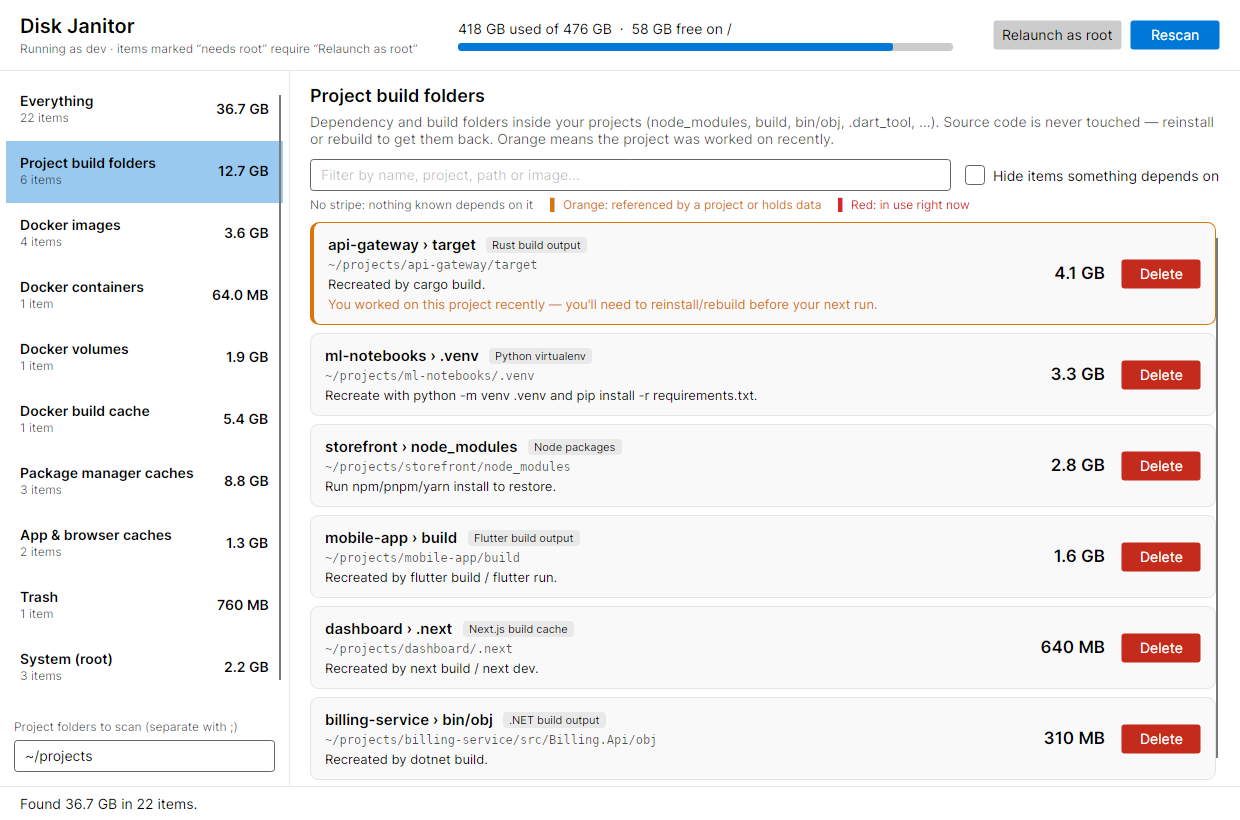 Disk Janitor
Running as dev · items marked “needs root” require “Relaunch as root”
418 GB used of 476 GB · 58 GB free on /
Relaunch as root
Rescan
Everything
22 items
36.7 GB
Project build folders
6 items
12.7 GB
Docker images
4 items
3.6 GB
Docker containers
1 item
64.0 MB
Docker volumes
1 item
1.9 GB
Docker build cache
1 item
5.4 GB
Package manager caches
3 items
8.8 GB
App & browser caches
2 items
1.3 GB
Trash
1 item
760 MB
System (root)
3 items
2.2 GB
Project folders to scan (separate with ;)
~/projects
Project build folders
Dependency and build folders inside your projects (node_modules, build, bin/obj, .dart_tool, ...). Source code is never touched — reinstall
or rebuild to get them back. Orange means the project was worked on recently.
Filter by name, project, path or image...
Hide items something depends on
No stripe: nothing known depends on it
Orange: referenced by a project or holds data
Red: in use right now
api-gateway › target
Rust build output
~/projects/api-gateway/target
Recreated by cargo build.
You worked on this project recently — you'll need to reinstall/rebuild before your next run.
4.1 GB
Delete
ml-notebooks › .venv
Python virtualenv
~/projects/ml-notebooks/.venv
Recreate with python -m venv .venv and pip install -r requirements.txt.
3.3 GB
Delete
storefront › node_modules
Node packages
~/projects/storefront/node_modules
Run npm/pnpm/yarn install to restore.
2.8 GB
Delete
mobile-app › build
Flutter build output
~/projects/mobile-app/build
Recreated by flutter build / flutter run.
1.6 GB
Delete
dashboard › .next
Next.js build cache
~/projects/dashboard/.next
Recreated by next build / next dev.
640 MB
Delete
billing-service › bin/obj
.NET build output
~/projects/billing-service/src/Billing.Api/obj
Recreated by dotnet build.
310 MB
Delete
Found 36.7 GB in 22 items.